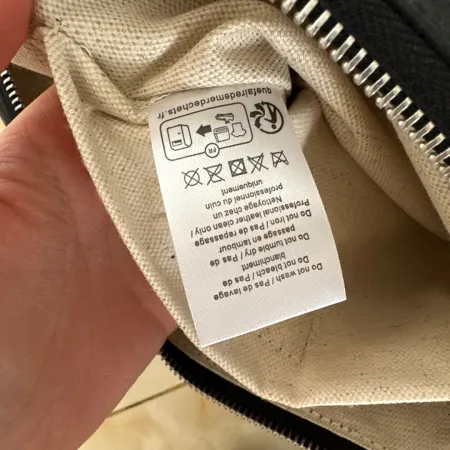 Do not wash / Pas de lavage
Do not bleach / Pas de
blanchiment
Do not tumble dry / Pas de
passage en tambour
Do not iron / Pas de repassage
Professional leather clean only /
Nettoyage chez un
professionnel du cuir
uniquement
FR
quefairedemesdechets.fr